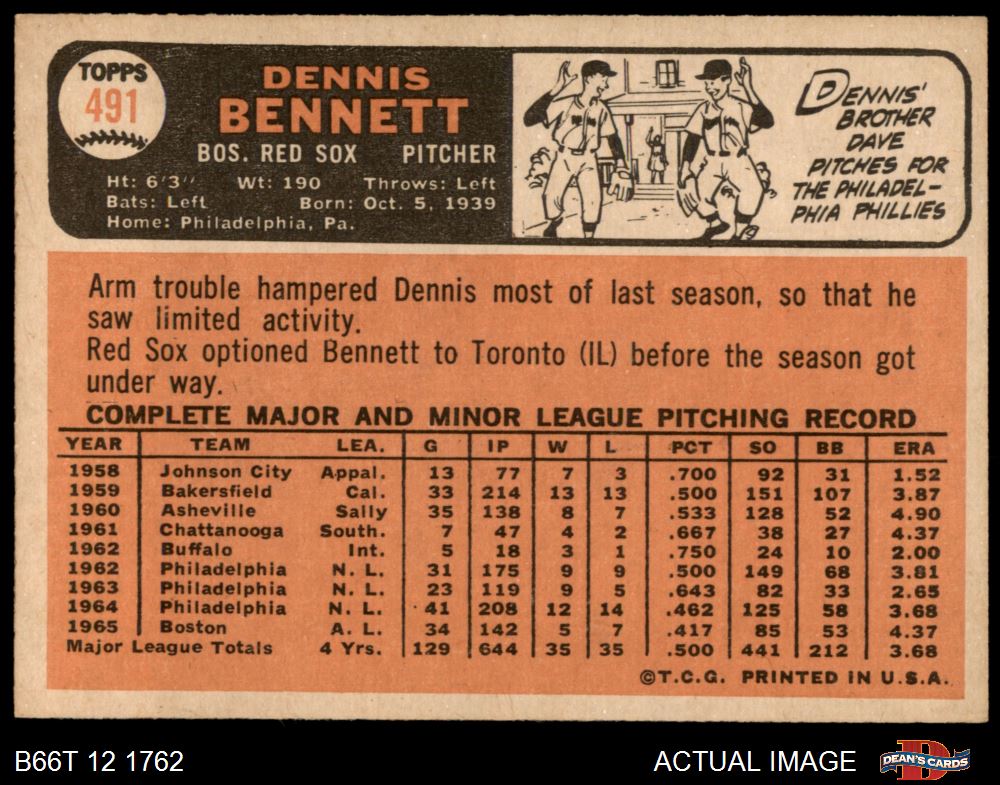 TOPPS
491
DENNIS
BENNETT
BOS. RED SOX PITCHER
Ht: 6'3" Wt: 190 Throws: Left
Bats: Left Born: Oct. 5, 1939
Home: Philadelphia, Pa.
DENNIS'
BROTHER
DAVE
PITCHES FOR
THE PHILADEL-
PHIA PHILLIES
Arm trouble hampered Dennis most of last season, so that he
saw limited activity.
Red Sox optioned Bennett to Toronto (IL) before the season got
under way.
COMPLETE MAJOR AND MINOR LEAGUE PITCHING RECORD
YEAR TEAM LEA. G IP W L PCT SO BB ERA
1958 Johnson City Appal. 13 77 7 3 .700 92 31 1.52
1959 Bakersfield Cal. 33 214 13 13 .500 151 107 3.87
1960 Asheville Sally 35 138 8 7 .533 128 52 4.90
1961 Chattanooga South. 7 47 4 2 .667 38 27 4.37
1962 Buffalo Int. 5 18 3 1 .750 24 10 2.00
1962 Philadelphia N. L. 31 175 9 9 .500 149 68 3.81
1963 Philadelphia N. L. 23 119 9 5 .643 82 33 2.65
1964 Philadelphia N. L. 41 208 12 14 .462 125 58 3.68
1965 Boston A. L. 34 142 5 7 .417 85 53 4.37
Major League Totals 4 Yrs. 129 644 35 35 .500 441 212 3.68
©T.C.G. PRINTED IN U.S.A.
B66T 12 1762
ACTUAL IMAGE
DEAN'S CARDS